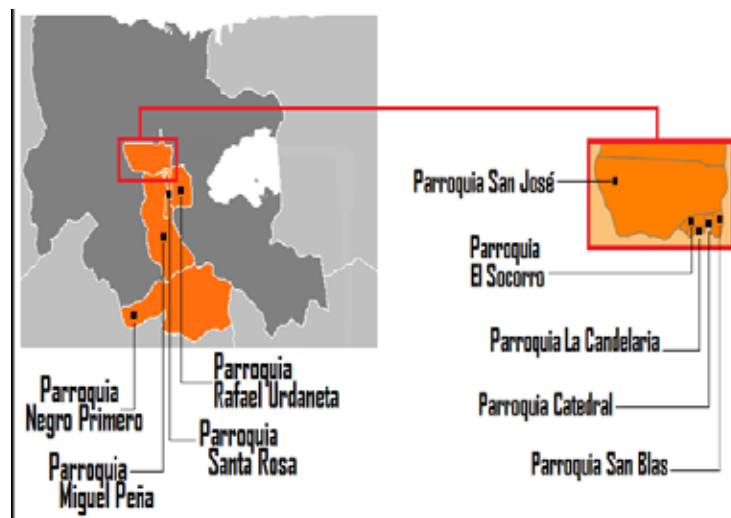 Parroquia San José
Parroquia
El Socorro
Parroquia La Candelaria
Parroquia Catedral
Parroquia San Blas
Parroquia
Rafael Urdaneta
Parroquia
Negro Primero
Parroquia
Santa Rosa
Parroquia
Miguel Peña